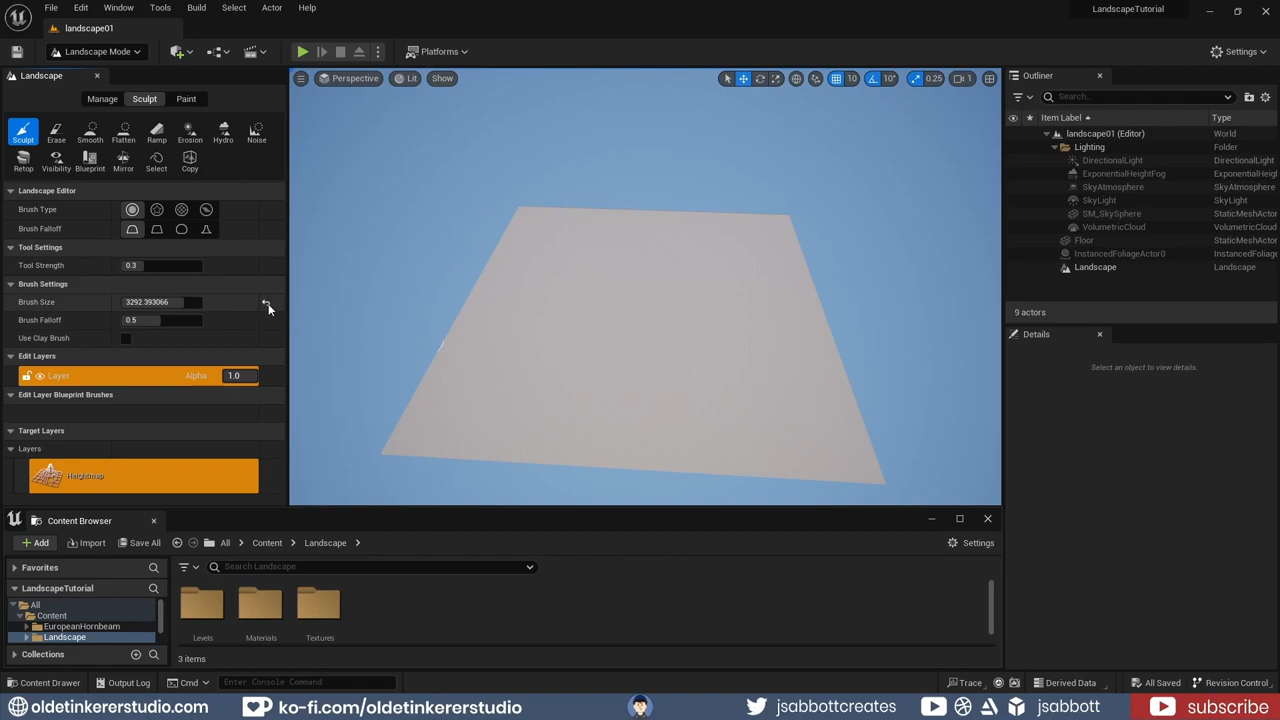 File Edit Window Tools Build Select Actor Help
landscape01
LandscapeTutorial
Landscape Mode
Platforms
Settings
Landscape
Manage Sculpt Paint
Sculpt Erase Smooth Flatten Ramp Erosion Hydro Noise
Retop Visibility Blueprint Mirror Select Copy
Landscape Editor
Brush Type
Brush Falloff
Tool Settings
Tool Strength 0.3
Brush Settings
Brush Size 3292.393066
Brush Falloff 0.5
Use Clay Brush
Edit Layers
Layer Alpha 1.0
Edit Layer Blueprint Brushes
Target Layers
Layers
Heightmap
Perspective Lit Show
10 10° 0.25 1
Outliner
Search...
Item Label Type
landscape01 (Editor) World
Lighting Folder
DirectionalLight DirectionalLight
ExponentialHeightFog ExponentialHeigh
SkyAtmosphere SkyAtmosphere
SkyLight SkyLight
SM_SkySphere StaticMeshActor
VolumetricCloud VolumetricCloud
Floor StaticMeshActor
InstancedFoliageActor0 InstancedFoliage
Landscape Landscape
9 actors
Details
Select an object to view details.
Content Browser
Add Import Save All All Content Landscape Settings
Favorites
Search Landscape
LandscapeTutorial
All
Content
EuropeanHornbeam
Landscape
Collections
Levels Materials Textures
3 items
Content Drawer Output Log Cmd Enter Console Command Trace Derived Data All Saved Revision Control
oldetinkererstudio.com ko-fi.com/oldetinkererstudio jsabbottcreates jsabbott subscribe